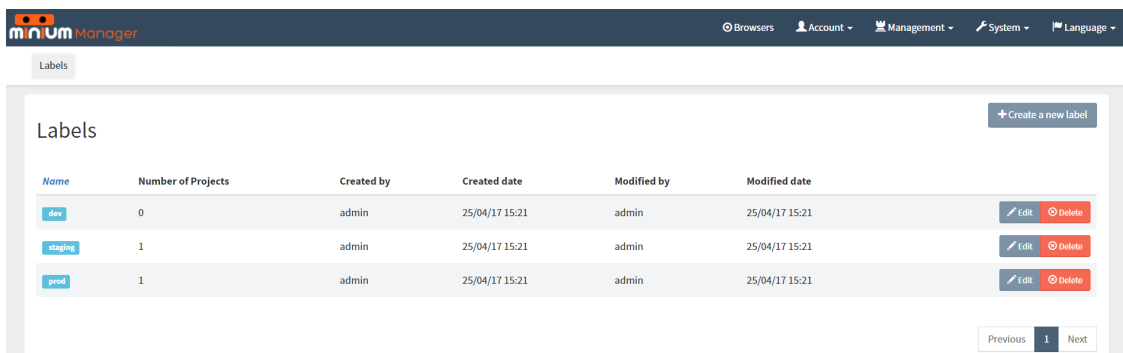 minium Manager Browsers Account Management System Language
Labels
Create a new label
Labels
Name Number of Projects Created by Created date Modified by Modified date
dev 0 admin 25/04/17 15:21 admin 25/04/17 15:21 Edit Delete
staging 1 admin 25/04/17 15:21 admin 25/04/17 15:21 Edit Delete
prod 1 admin 25/04/17 15:21 admin 25/04/17 15:21 Edit Delete
Previous 1 Next